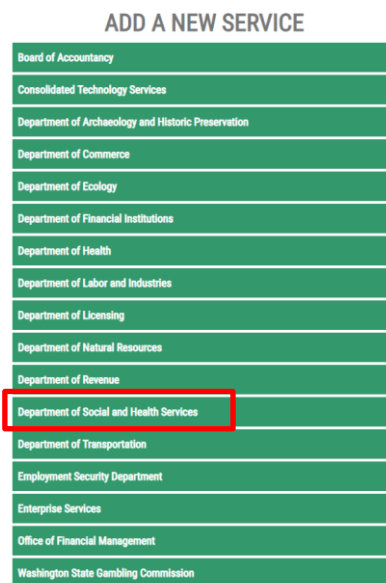 ADD A NEW SERVICE
Board of Accountancy
Consolidated Technology Services
Department of Archaeology and Historic Preservation
Department of Commerce
Department of Ecology
Department of Financial Institutions
Department of Health
Department of Labor and Industries
Department of Licensing
Department of Natural Resources
Department of Revenue
Department of Social and Health Services
Department of Transportation
Employment Security Department
Enterprise Services
Office of Financial Management
Washington State Gambling Commission